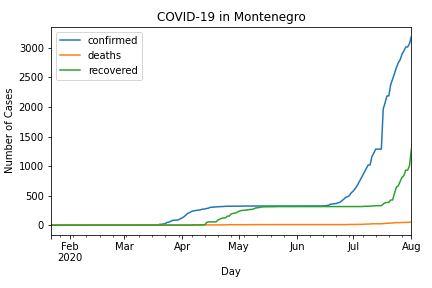 COVID-19 in Montenegro
confirmed
deaths
recovered
Number of Cases
3000
2500
2000
1500
1000
500
0
Feb
2020
Mar
Apr
May
Jun
Jul
Aug
Day